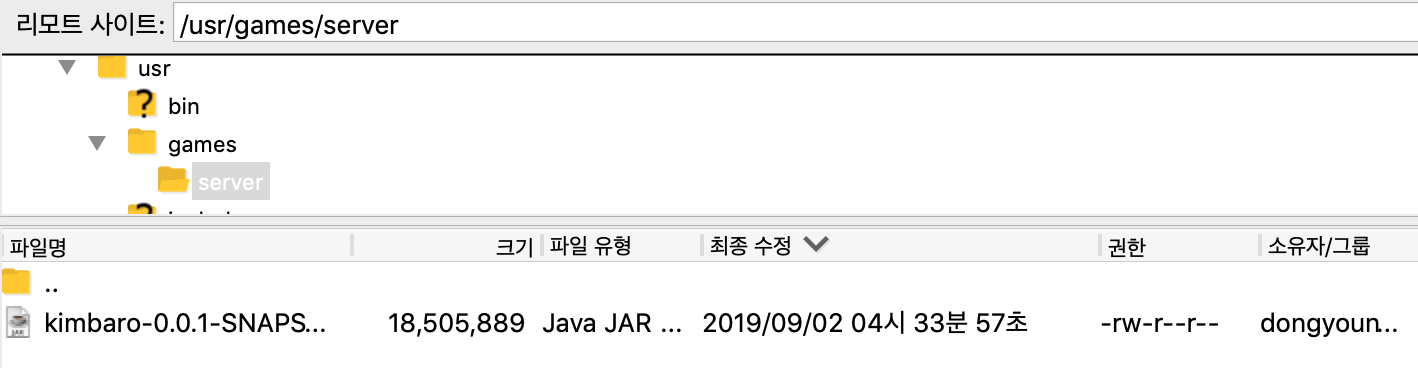 리모트 사이트: /usr/games/server
usr
bin
games
server
파일명 크기 파일 유형 최종 수정 권한 소유자/그룹
..
kimbaro-0.0.1-SNAPS... 18,505,889 Java JAR ... 2019/09/02 04시 33분 57초 -rw-r--r-- dongyoun...